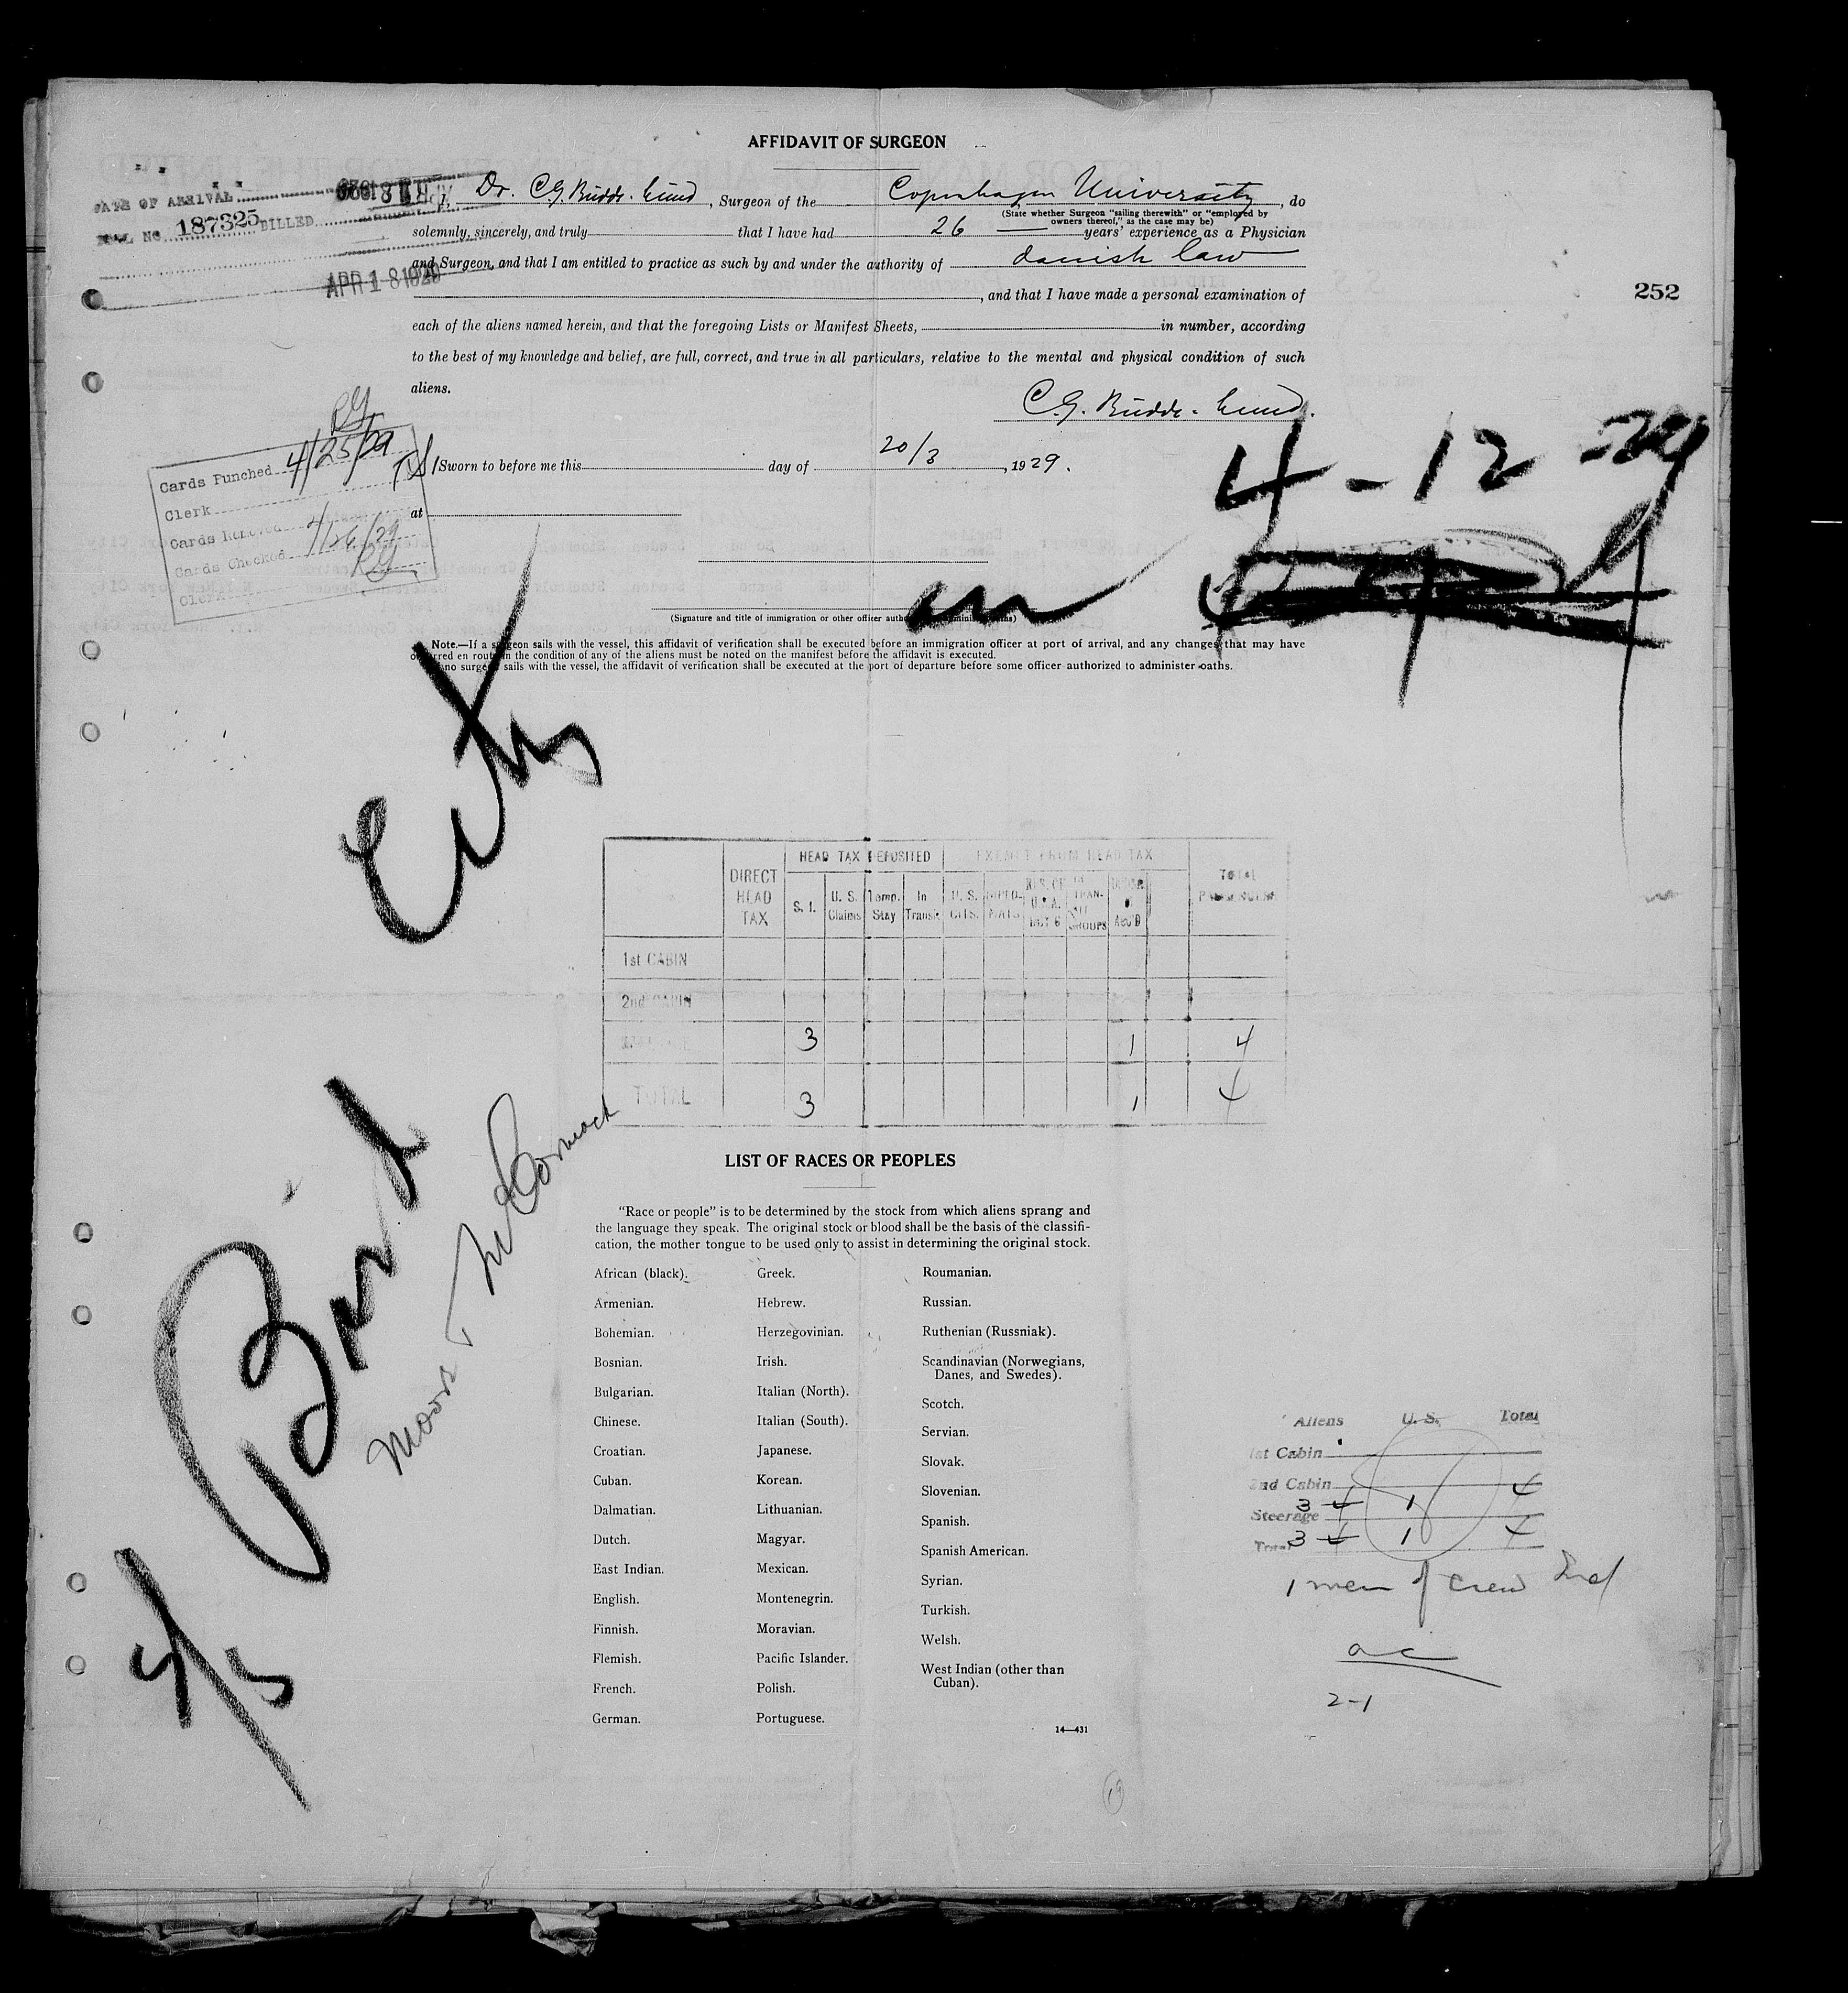 AFFIDAVIT OF SURGEON
DATE OF ARRIVAL
187325 BILLED
APR 18 1929
I, Dr. C.G. Budde-Lund, Surgeon of the Copenhagen University, do
(State whether Surgeon "sailing therewith" or "employed by
owners thereof," as the case may be)
solemnly, sincerely, and truly that I have had 26 years' experience as a Physician
and Surgeon, and that I am entitled to practice as such by and under the authority of danish law
, and that I have made a personal examination of
252
each of the aliens named herein, and that the foregoing Lists or Manifest Sheets, in number, according
to the best of my knowledge and belief, are full, correct, and true in all particulars, relative to the mental and physical condition of such
aliens.
C.G. Budde-Lund.
4-12-29
Cards Punched 4/25/29
Clerk
Cards Removed
Cards Checked 4/26/29
Clerk
Sworn to before me this day of 20/3, 1929.
at
(Signature and title of immigration or other officer authorized to administer oaths)
Note.—If a surgeon sails with the vessel, this affidavit of verification shall be executed before an immigration officer at port of arrival, and any changes that may have
occurred en route in the condition of any of the aliens must be noted on the manifest before the affidavit is executed.
If no surgeon sails with the vessel, the affidavit of verification shall be executed at the port of departure before some officer authorized to administer oaths.
HEAD TAX DEPOSITED EXEMPT FROM HEAD TAX
DIRECT HEAD TAX S. I. U. S. Claims Temp. Stay In Transit U. S. CITS. DIPLO-MATS RES. OF U.S.A. IN TRAN-SIT GROUPS TOTAL PASSENGERS
1st CABIN
2nd CABIN
3 1 4
TOTAL 3 1 4
Moore & McCormack
LIST OF RACES OR PEOPLES
"Race or people" is to be determined by the stock from which aliens sprang and
the language they speak. The original stock or blood shall be the basis of the classifi-
cation, the mother tongue to be used only to assist in determining the original stock.
African (black).
Armenian.
Bohemian.
Bosnian.
Bulgarian.
Chinese.
Croatian.
Cuban.
Dalmatian.
Dutch.
East Indian.
English.
Finnish.
Flemish.
French.
German.
Greek.
Hebrew.
Herzegovinian.
Irish.
Italian (North).
Italian (South).
Japanese.
Korean.
Lithuanian.
Magyar.
Mexican.
Montenegrin.
Moravian.
Pacific Islander.
Polish.
Portuguese.
Roumanian.
Russian.
Ruthenian (Russniak).
Scandinavian (Norwegians,
Danes, and Swedes).
Scotch.
Servian.
Slovak.
Slovenian.
Spanish.
Spanish American.
Syrian.
Turkish.
Welsh.
West Indian (other than
Cuban).
14—431
Aliens U. S. Total
1st Cabin
2nd Cabin
Steerage 3 4 1 4
Total 3 4 1 4
1 mem of crew
2-1